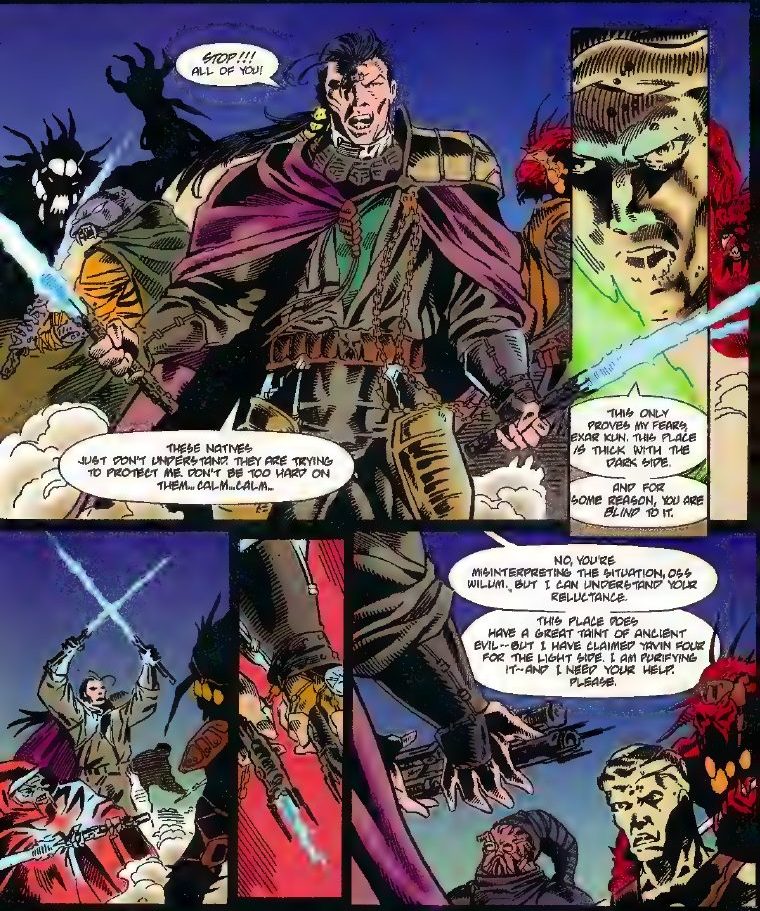 STOP!!!
ALL OF YOU!
THESE NATIVES
JUST DON'T UNDERSTAND. THEY ARE TRYING
TO PROTECT ME. DON'T BE TOO HARD ON
THEM... CALM... CALM...
THIS ONLY
PROVES MY FEARS,
EXAR KUN. THIS PLACE
IS THICK WITH THE
DARK SIDE.
AND FOR
SOME REASON, YOU ARE
BLIND TO IT.
NO, YOU'RE
MISINTERPRETING THE SITUATION, OSS
WILLUM. BUT I CAN UNDERSTAND YOUR
RELUCTANCE.
THIS PLACE DOES
HAVE A GREAT TAINT OF ANCIENT
EVIL--BUT I HAVE CLAIMED YAVIN FOUR
FOR THE LIGHT SIDE. I AM PURIFYING
IT--AND I NEED YOUR HELP.
PLEASE.